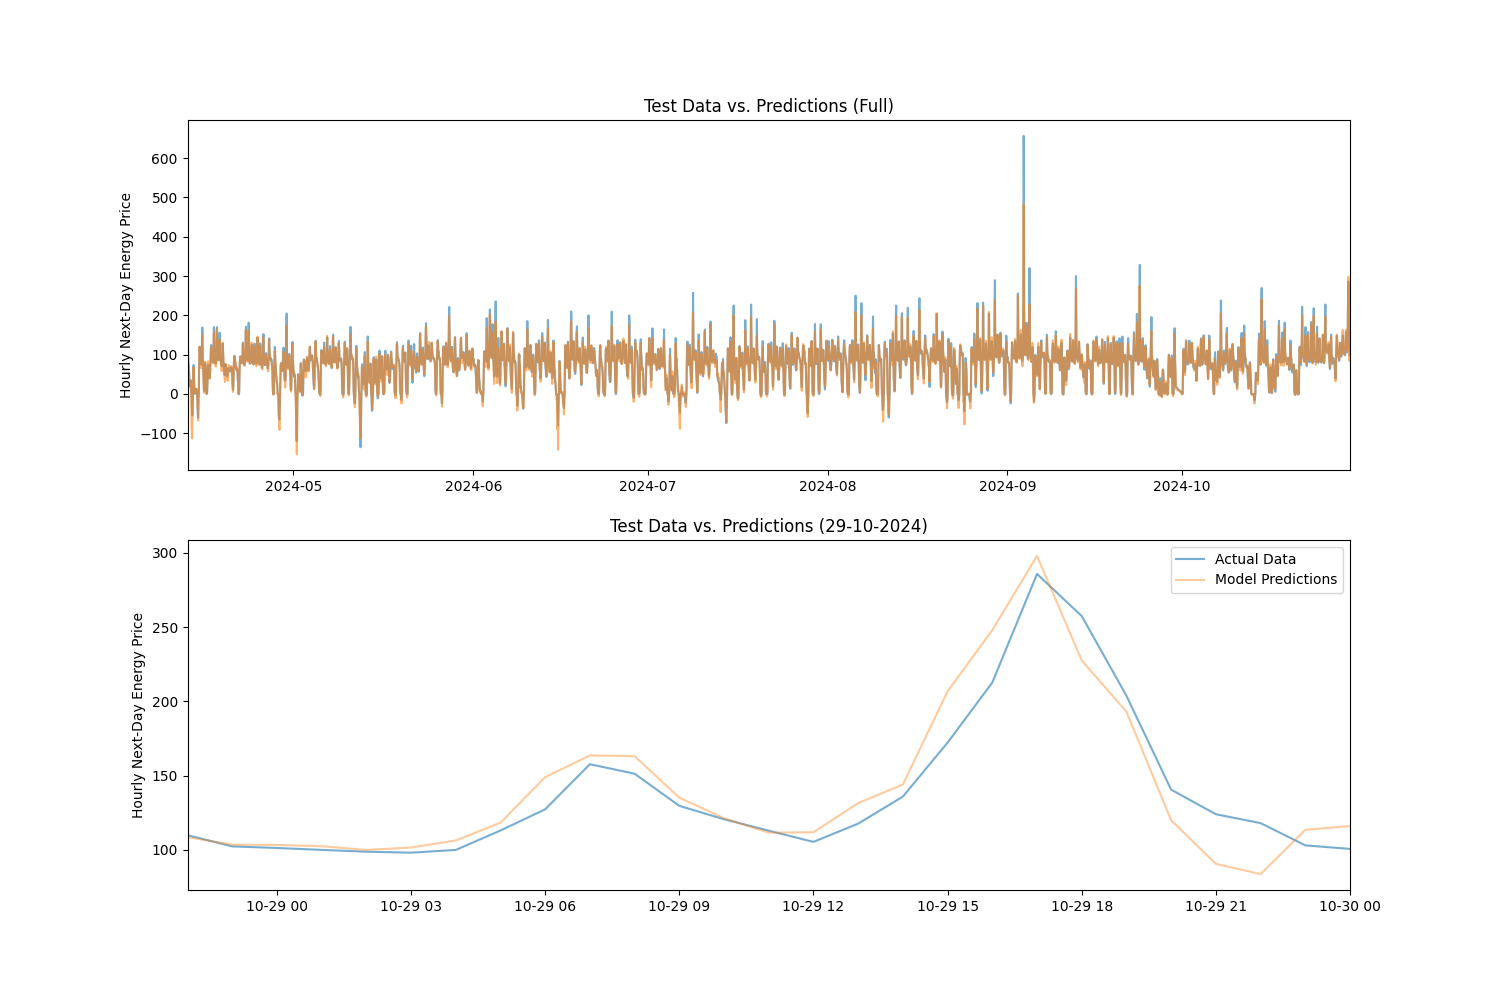 Test Data vs. Predictions (Full)
Hourly Next-Day Energy Price
600
500
400
300
200
100
0
−100
2024-05 2024-06 2024-07 2024-08 2024-09 2024-10
Test Data vs. Predictions (29-10-2024)
Hourly Next-Day Energy Price
300
250
200
150
100
Actual Data
Model Predictions
10-29 00 10-29 03 10-29 06 10-29 09 10-29 12 10-29 15 10-29 18 10-29 21 10-30 00